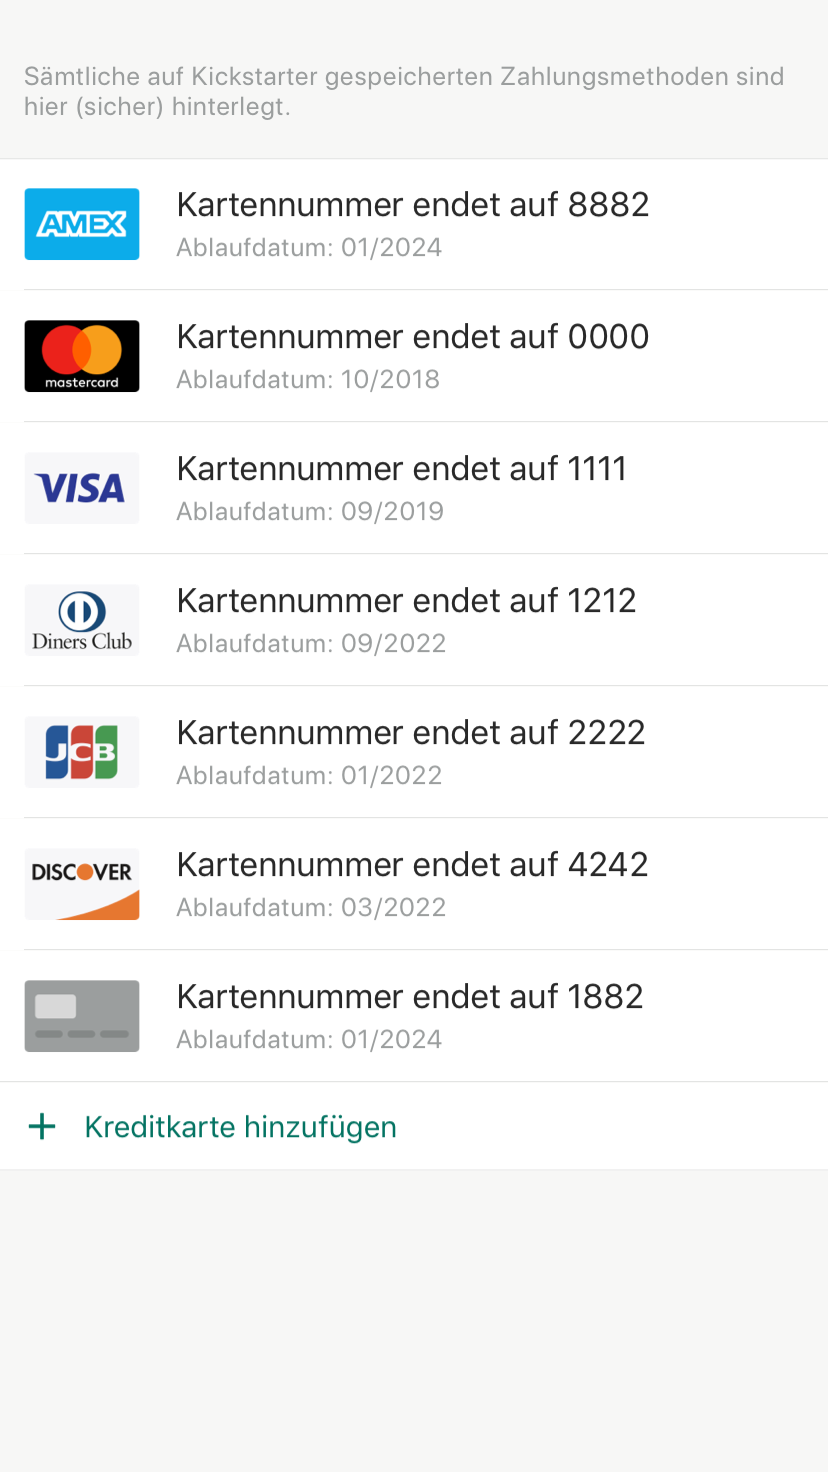 Sämtliche auf Kickstarter gespeicherten Zahlungsmethoden sind
hier (sicher) hinterlegt.
AMEX
Kartennummer endet auf 8882
Ablaufdatum: 01/2024
mastercard
Kartennummer endet auf 0000
Ablaufdatum: 10/2018
VISA
Kartennummer endet auf 1111
Ablaufdatum: 09/2019
Diners Club
Kartennummer endet auf 1212
Ablaufdatum: 09/2022
JCB
Kartennummer endet auf 2222
Ablaufdatum: 01/2022
DISCOVER
Kartennummer endet auf 4242
Ablaufdatum: 03/2022
Kartennummer endet auf 1882
Ablaufdatum: 01/2024
+ Kreditkarte hinzufügen